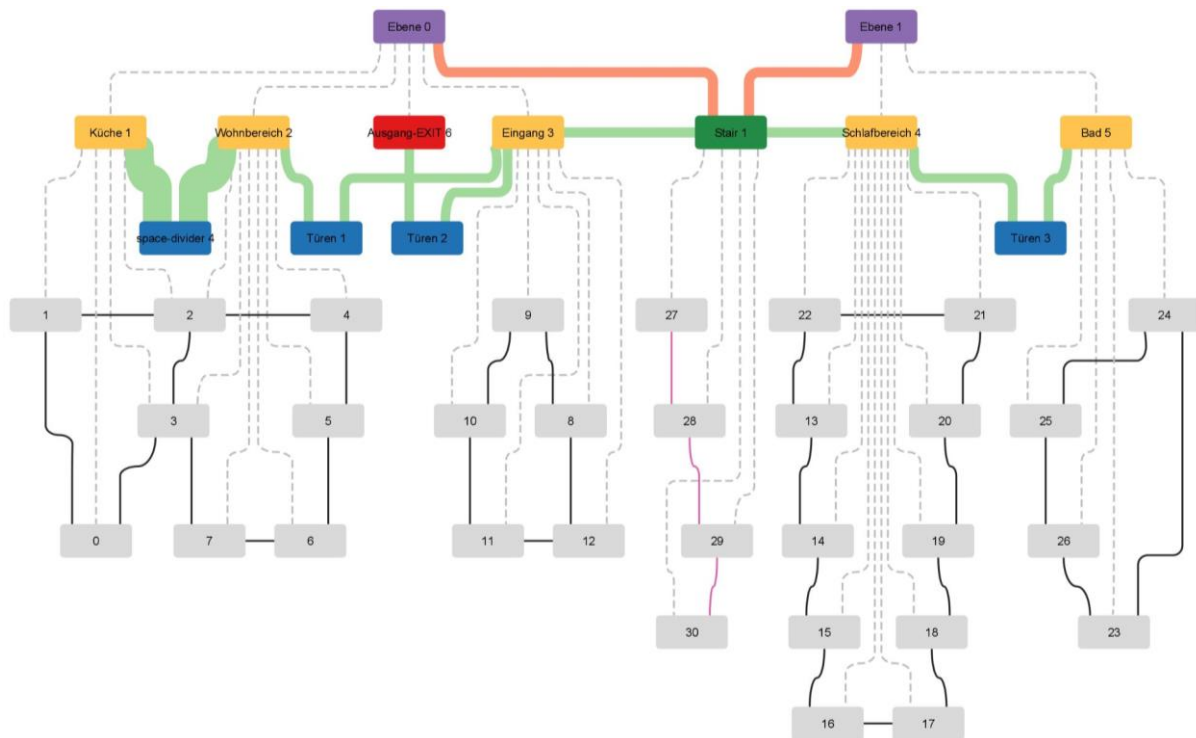 Ebene 0
Ebene 1
Küche 1
Wohnbereich 2
Ausgang-EXIT 6
Eingang 3
Stair 1
Schlafbereich 4
Bad 5
space-divider 4
Türen 1
Türen 2
Türen 3
1
2
4
9
27
22
21
24
3
5
10
8
28
13
20
25
0
7
6
11
12
29
14
19
26
30
15
18
23
16
17